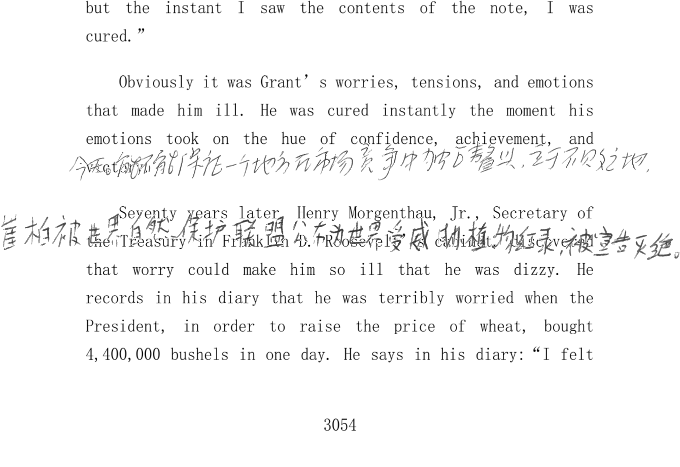 but the instant I saw the contents of the note, I was
cured.”
Obviously it was Grant’s worries, tensions, and emotions
that made him ill. He was cured instantly the moment his
emotions took on the hue of confidence, achievement, and
能保证一个地方在市场竞争中独占鳌头,立于不败之地.
Seventy years later, Henry Morgenthau, Jr., Secretary of
崖柏被世界自然保护联盟公布为世界受威胁植物红录,被宣告灭绝。
the Treasury in Franklin D. Roosevelt’s cabinet, discovered
that worry could make him so ill that he was dizzy. He
records in his diary that he was terribly worried when the
President, in order to raise the price of wheat, bought
4,400,000 bushels in one day. He says in his diary:“I felt
3054